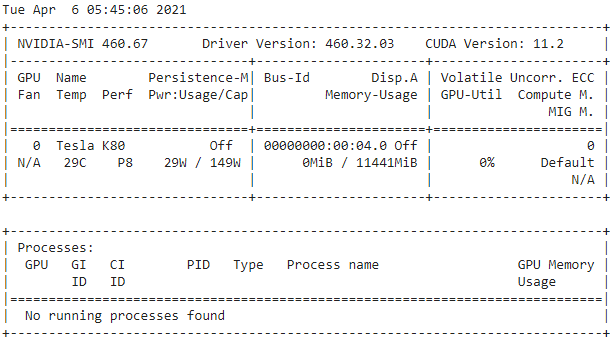 Tue Apr  6 05:45:06 2021
+-----------------------------------------------------------------------------+
| NVIDIA-SMI 460.67       Driver Version: 460.32.03    CUDA Version: 11.2     |
|-------------------------------+----------------------+----------------------+
| GPU  Name        Persistence-M| Bus-Id        Disp.A | Volatile Uncorr. ECC |
| Fan  Temp  Perf  Pwr:Usage/Cap|         Memory-Usage | GPU-Util  Compute M. |
|                               |                      |               MIG M. |
|===============================+======================+======================|
|   0  Tesla K80           Off  | 00000000:00:04.0 Off |                    0 |
| N/A   29C    P8    29W / 149W |      0MiB / 11441MiB |      0%      Default |
|                               |                      |                  N/A |
+-------------------------------+----------------------+----------------------+

+-----------------------------------------------------------------------------+
| Processes:                                                                  |
|  GPU   GI   CI        PID   Type   Process name                  GPU Memory |
|        ID   ID                                                   Usage      |
|=============================================================================|
|  No running processes found                                                 |
+-----------------------------------------------------------------------------+